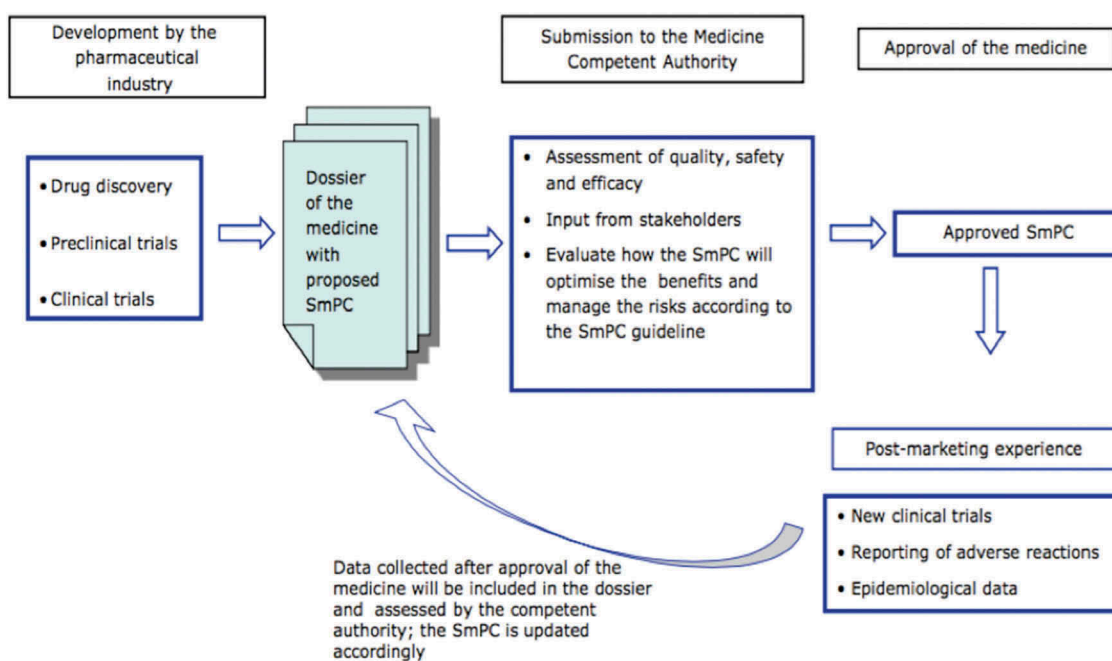 Development by the
pharmaceutical
industry
Submission to the Medicine
Competent Authority
Approval of the medicine
• Drug discovery
• Preclinical trials
• Clinical trials
Dossier
of the
medicine
with
proposed
SmPC
• Assessment of quality, safety
and efficacy
• Input from stakeholders
• Evaluate how the SmPC will
optimise the benefits and
manage the risks according to
the SmPC guideline
Approved SmPC
Post-marketing experience
• New clinical trials
• Reporting of adverse reactions
• Epidemiological data
Data collected after approval of the
medicine will be included in the dossier
and assessed by the competent
authority; the SmPC is updated
accordingly